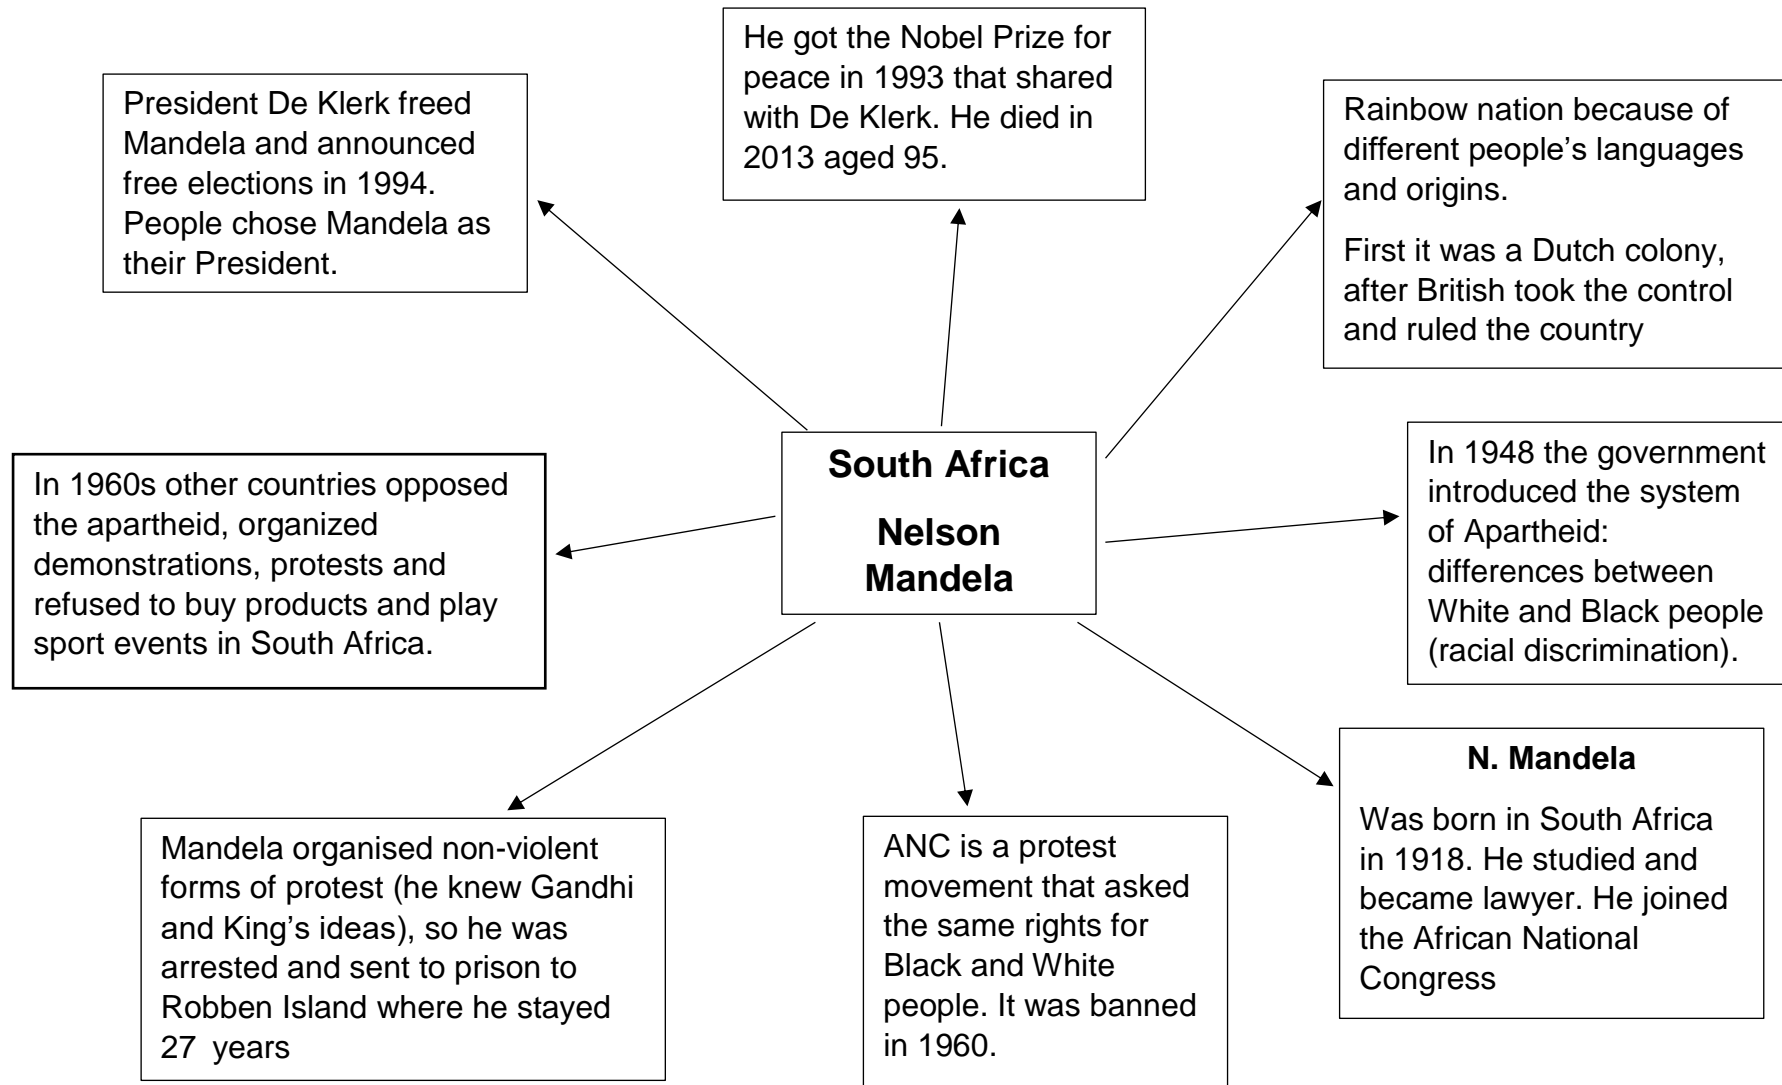 He got the Nobel Prize for
peace in 1993 that shared
with De Klerk. He died in
2013 aged 95.
President De Klerk freed
Mandela and announced
free elections in 1994.
People chose Mandela as
their President.
Rainbow nation because of
different people’s languages
and origins.
First it was a Dutch colony,
after British took the control
and ruled the country
South Africa
Nelson
Mandela
In 1960s other countries opposed
the apartheid, organized
demonstrations, protests and
refused to buy products and play
sport events in South Africa.
In 1948 the government
introduced the system
of Apartheid:
differences between
White and Black people
(racial discrimination).
N. Mandela
Was born in South Africa
in 1918. He studied and
became lawyer. He joined
the African National
Congress
Mandela organised non-violent
forms of protest (he knew Gandhi
and King’s ideas), so he was
arrested and sent to prison to
Robben Island where he stayed
27 years
ANC is a protest
movement that asked
the same rights for
Black and White
people. It was banned
in 1960.